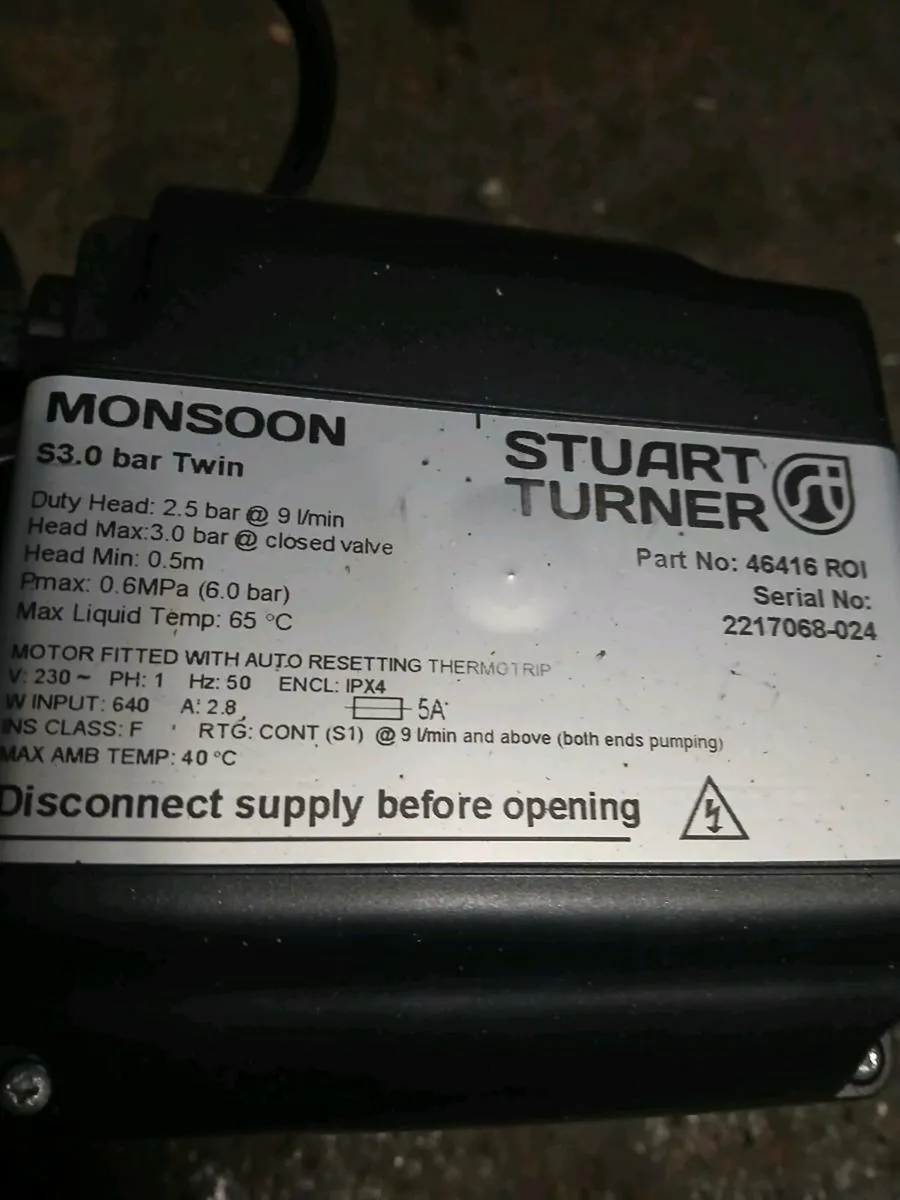 MONSOON
S3.0 bar Twin
Duty Head: 2.5 bar @ 9 l/min
Head Max:3.0 bar @ closed valve
Head Min: 0.5m
Pmax: 0.6MPa (6.0 bar)
Max Liquid Temp: 65 °C
STUART
TURNER
Part No: 46416 ROI
Serial No:
2217068-024
MOTOR FITTED WITH AUTO RESETTING THERMOTRIP
V: 230 ~ PH: 1 Hz: 50 ENCL: IPX4
W INPUT: 640 A: 2.8 5A
INS CLASS: F RTG: CONT (S1) @ 9 l/min and above (both ends pumping)
MAX AMB TEMP: 40 °C
Disconnect supply before opening